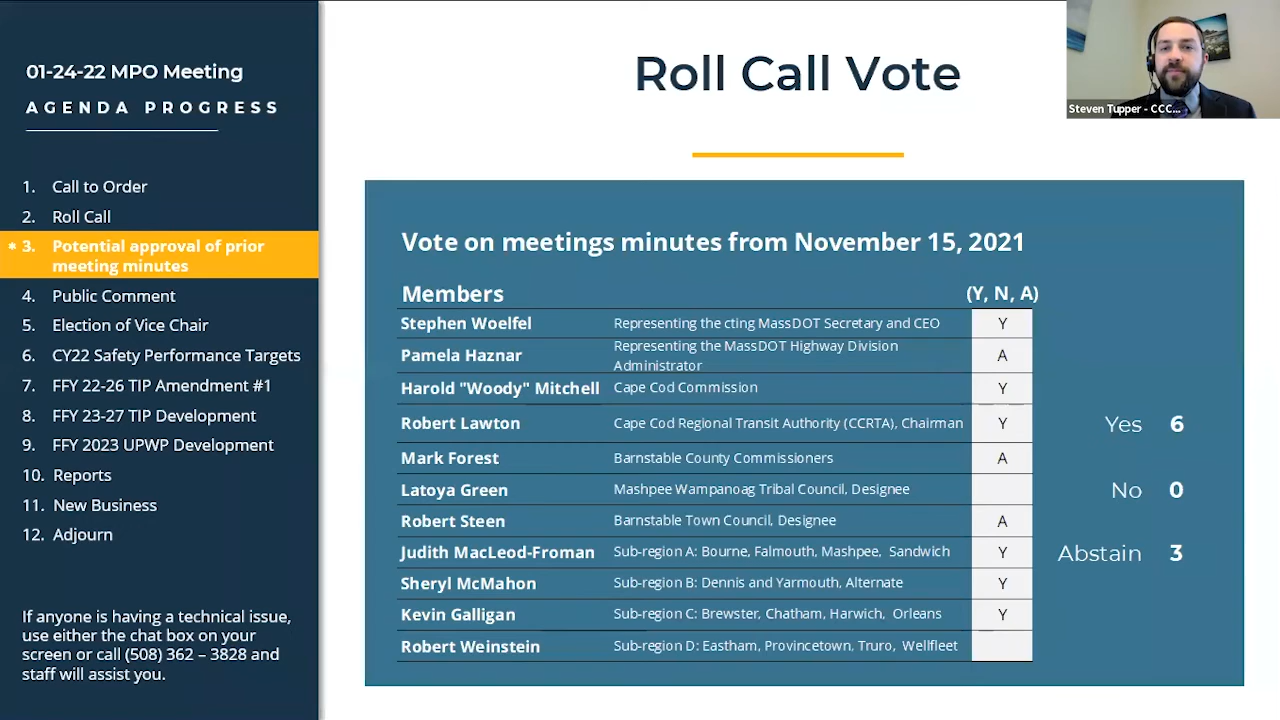 01-24-22 MPO Meeting
AGENDA PROGRESS
1. Call to Order
2. Roll Call
* 3. Potential approval of prior
meeting minutes
4. Public Comment
5. Election of Vice Chair
6. CY22 Safety Performance Targets
7. FFY 22-26 TIP Amendment #1
8. FFY 23-27 TIP Development
9. FFY 2023 UPWP Development
10. Reports
11. New Business
12. Adjourn
If anyone is having a technical issue,
use either the chat box on your
screen or call (508) 362 – 3828 and
staff will assist you.
Roll Call Vote
Steven Tupper - CCC...
Vote on meetings minutes from November 15, 2021
Members (Y, N, A)
Stephen Woelfel Representing the cting MassDOT Secretary and CEO Y
Pamela Haznar Representing the MassDOT Highway Division
Administrator A
Harold "Woody" Mitchell Cape Cod Commission Y
Robert Lawton Cape Cod Regional Transit Authority (CCRTA), Chairman Y
Mark Forest Barnstable County Commissioners A
Latoya Green Mashpee Wampanoag Tribal Council, Designee
Robert Steen Barnstable Town Council, Designee A
Judith MacLeod-Froman Sub-region A: Bourne, Falmouth, Mashpee, Sandwich Y
Sheryl McMahon Sub-region B: Dennis and Yarmouth, Alternate Y
Kevin Galligan Sub-region C: Brewster, Chatham, Harwich, Orleans Y
Robert Weinstein Sub-region D: Eastham, Provincetown, Truro, Wellfleet
Yes 6
No 0
Abstain 3